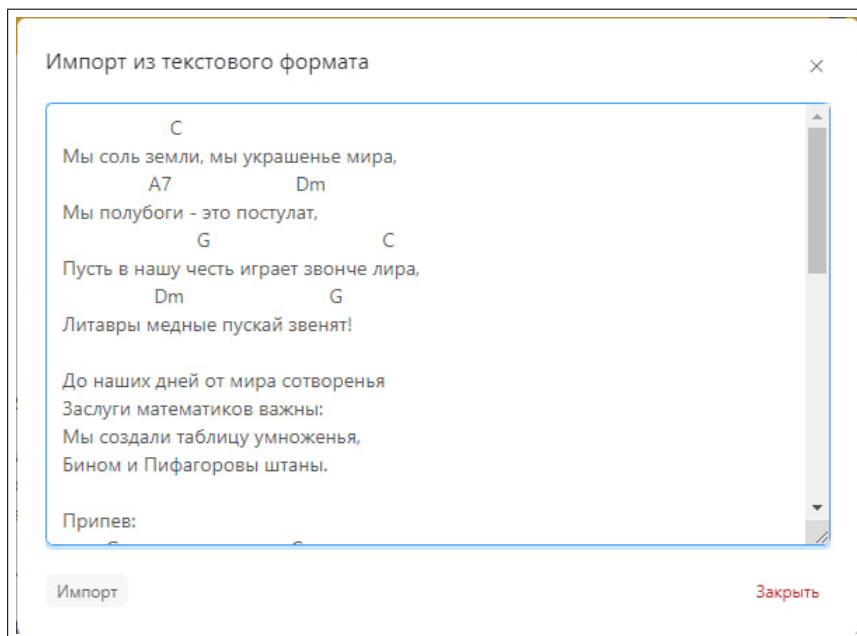 Импорт из текстового формата
C
Мы соль земли, мы украшенье мира,
A7 Dm
Мы полубоги - это постулат,
G C
Пусть в нашу честь играет звонче лира,
Dm G
Литавры медные пускай звенят!
До наших дней от мира сотворенья
Заслуги математиков важны:
Мы создали таблицу умноженья,
Бином и Пифагоровы штаны.
Припев:
Импорт
Закрыть